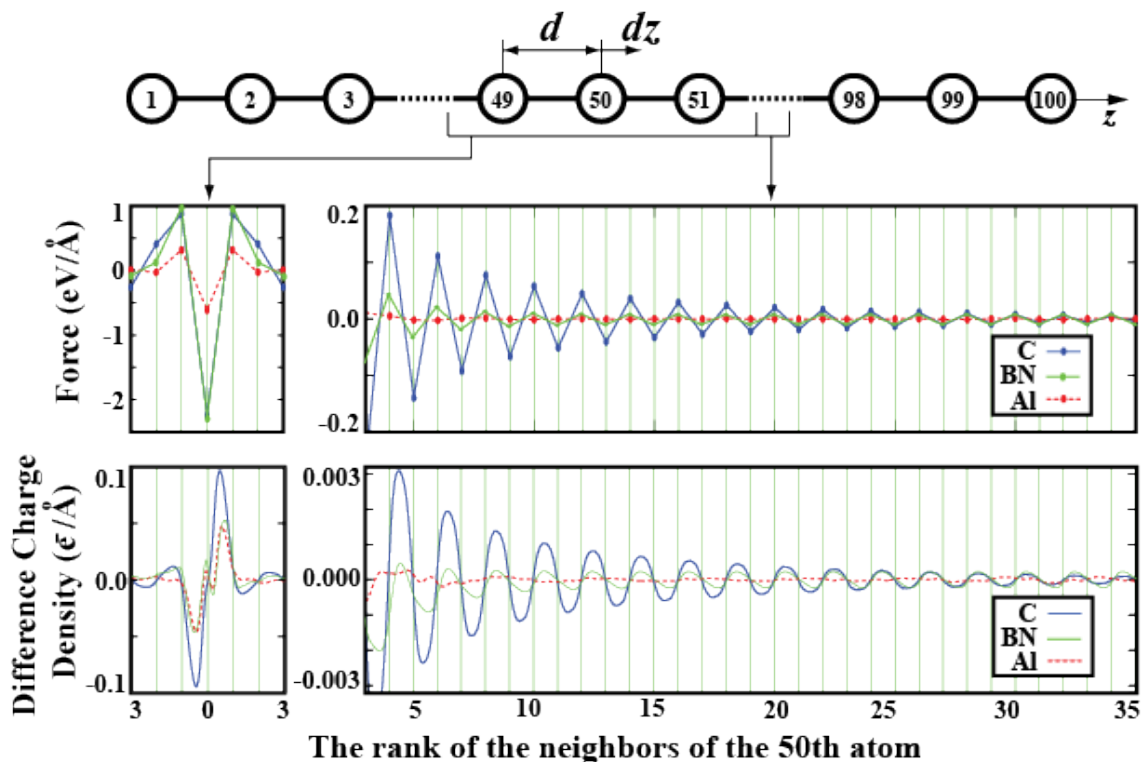 d dz
1 2 3 49 50 51 98 99 100
z
Force (eV/Å)
1
0
-1
-2
0.2
0.0
-0.2
C
BN
Al
Difference Charge
Density (ē/Å)
0.1
0.0
-0.1
0.003
0.000
-0.003
C
BN
Al
3 0 3 5 10 15 20 25 30 35
The rank of the neighbors of the 50th atom